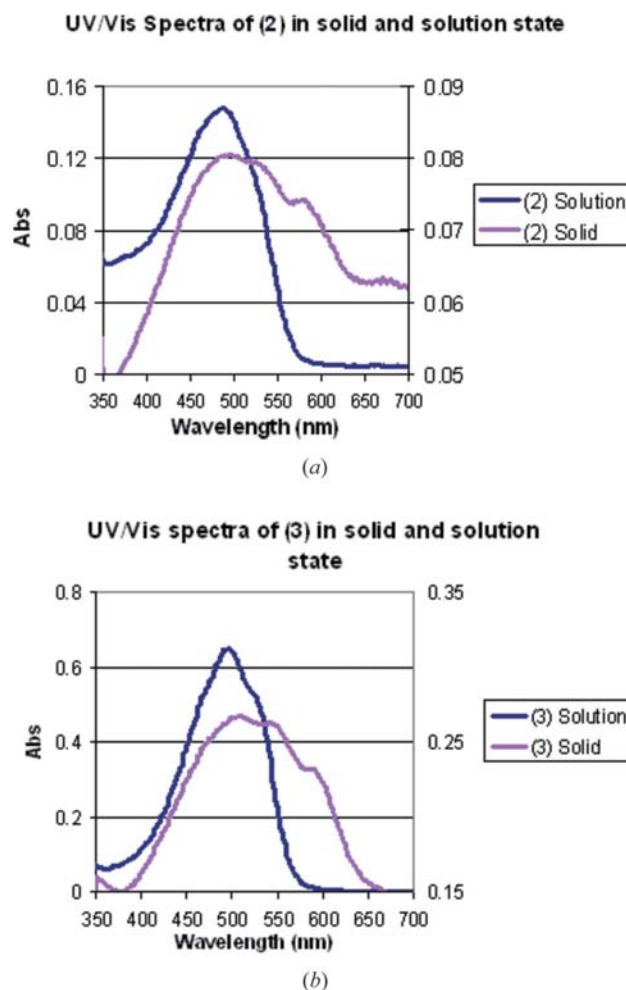 UV/Vis Spectra of (2) in solid and solution state
0.16
0.12
0.08
0.04
0
Abs
0.09
0.08
0.07
0.06
0.05
350 400 450 500 550 600 650 700
Wavelength (nm)
(2) Solution
(2) Solid
(a)
UV/Vis spectra of (3) in solid and solution
state
0.8
0.6
0.4
0.2
0
Abs
0.35
0.25
0.15
350 400 450 500 550 600 650 700
Wavelength (nm)
(3) Solution
(3) Solid
(b)